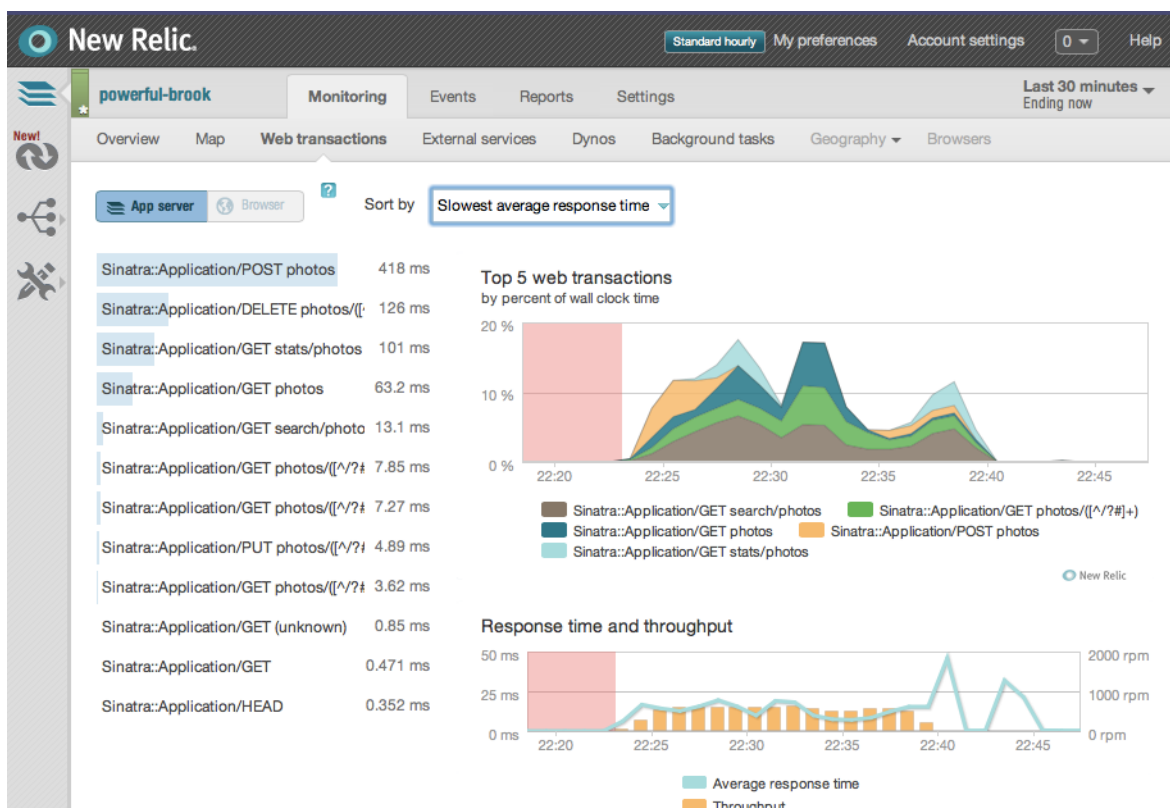 New Relic.
Standard hourly My preferences Account settings 0 Help
powerful-brook Monitoring Events Reports Settings Last 30 minutes
Ending now
New!
Overview Map Web transactions External services Dynos Background tasks Geography Browsers
App server Browser ? Sort by Slowest average response time
Sinatra::Application/POST photos 418 ms
Sinatra::Application/DELETE photos/([ 126 ms
Sinatra::Application/GET stats/photos 101 ms
Sinatra::Application/GET photos 63.2 ms
Sinatra::Application/GET search/photo 13.1 ms
Sinatra::Application/GET photos/([^/?# 7.85 ms
Sinatra::Application/GET photos/([^/?# 7.27 ms
Sinatra::Application/PUT photos/([^/?# 4.89 ms
Sinatra::Application/GET photos/([^/?# 3.62 ms
Sinatra::Application/GET (unknown) 0.85 ms
Sinatra::Application/GET 0.471 ms
Sinatra::Application/HEAD 0.352 ms
Top 5 web transactions
by percent of wall clock time
20 %
10 %
0 %
22:20 22:25 22:30 22:35 22:40 22:45
Sinatra::Application/GET search/photos Sinatra::Application/GET photos/([^/?#]+)
Sinatra::Application/GET photos Sinatra::Application/POST photos
Sinatra::Application/GET stats/photos
New Relic
Response time and throughput
50 ms 2000 rpm
25 ms 1000 rpm
0 ms 0 rpm
22:20 22:25 22:30 22:35 22:40 22:45
Average response time
Throughput